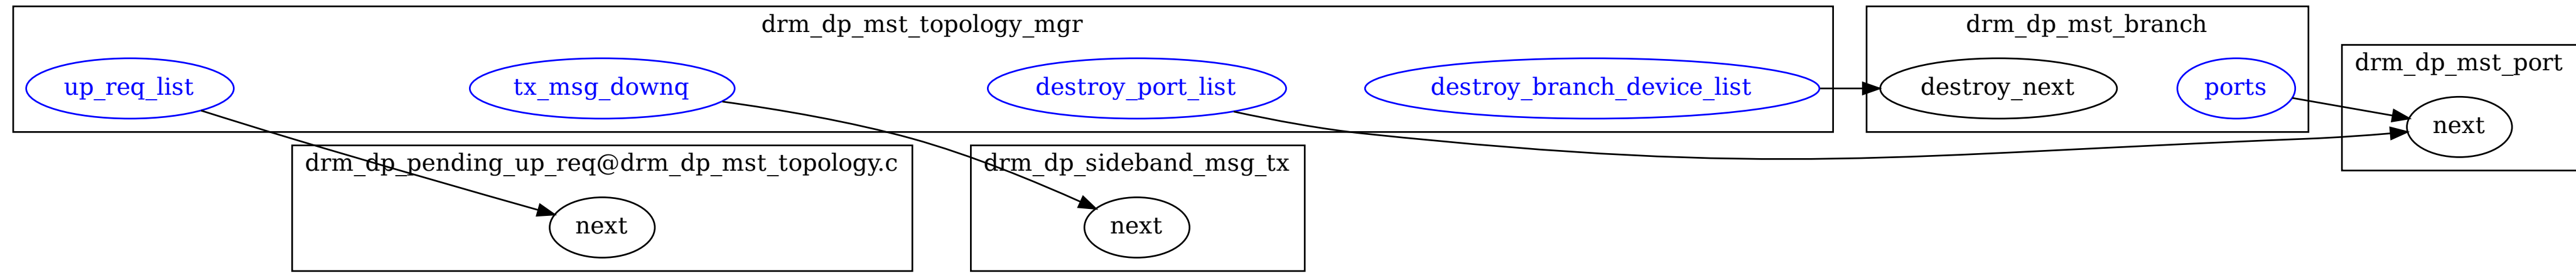 drm_dp_mst_topology_mgr
up_req_list
tx_msg_downq
destroy_port_list
destroy_branch_device_list
drm_dp_mst_branch
destroy_next
ports
drm_dp_mst_port
next
drm_dp_pending_up_req@drm_dp_mst_topology.c
next
drm_dp_sideband_msg_tx
next